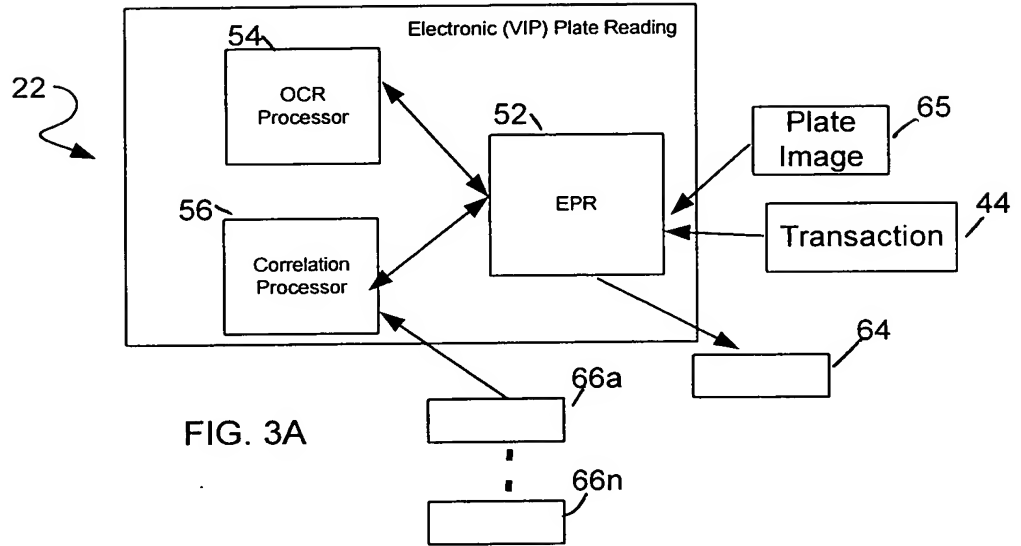 Electronic (VIP) Plate Reading
54
OCR
Processor
22
52
EPR
65
Plate
Image
56
Correlation
Processor
44
Transaction
64
66a
FIG. 3A
66n